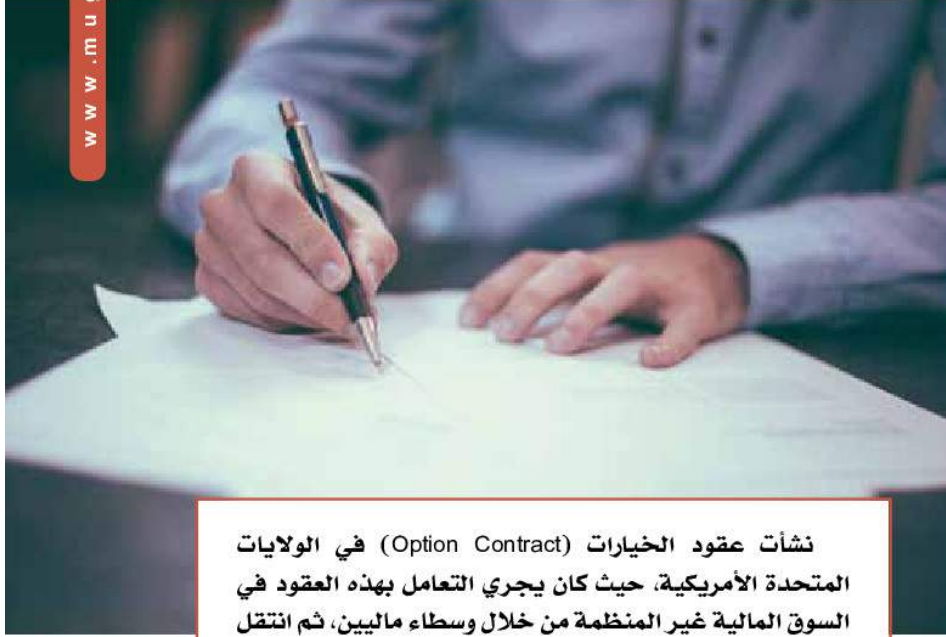 w w w . m u
نشأت عقود الخيارات (Option Contract) في الولايات
المتحدة الأمريكية، حيث كان يجري التعامل بهذه العقود في
السوق المالية غير المنظمة من خلال وسطاء ماليين، ثم انتقل